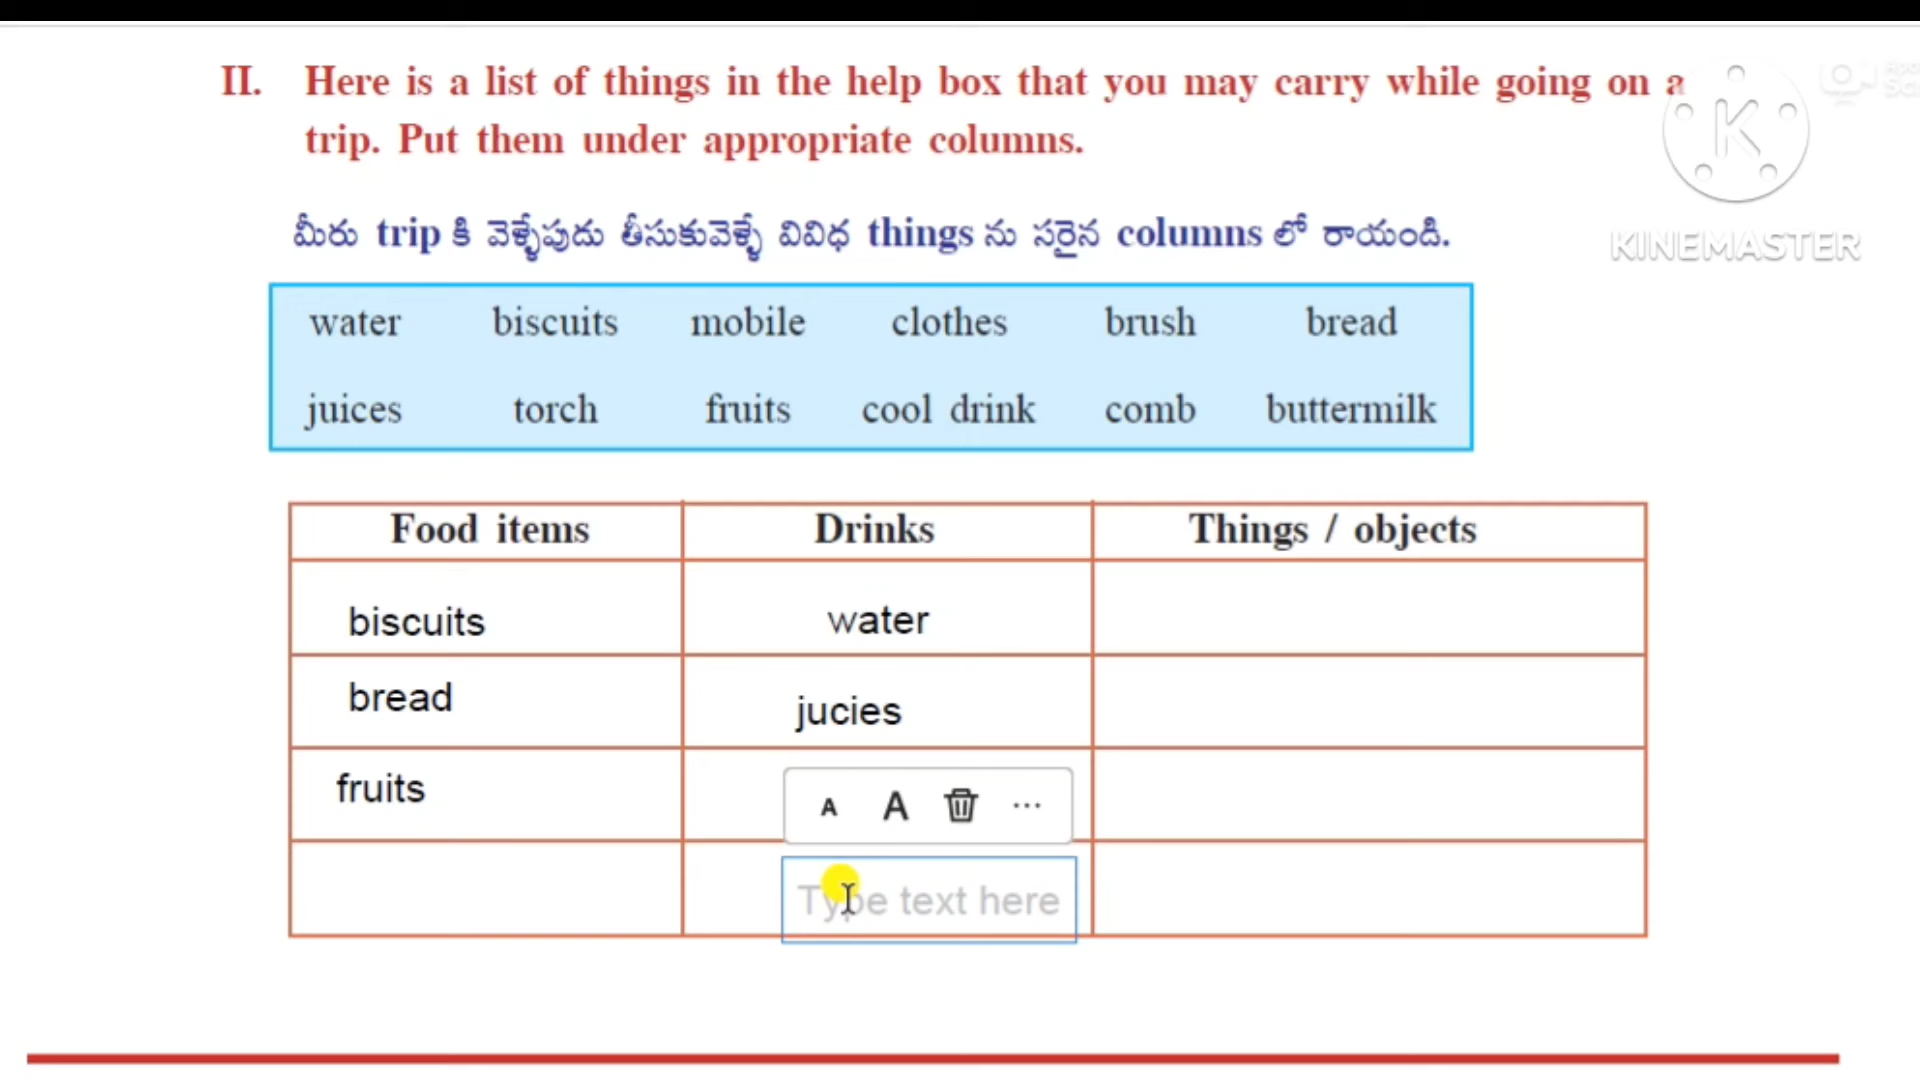 II. Here is a list of things in the help box that you may carry while going on a
trip. Put them under appropriate columns.
మీరు trip కి వెళ్ళేపుడు తీసుకువెళ్ళే వివిధ things ను సరైన columns లో రాయండి.
K
KINEMASTER
water biscuits mobile clothes brush bread
juices torch fruits cool drink comb buttermilk
Food items Drinks Things / objects
biscuits water
bread jucies
fruits
A A ...
Type text here